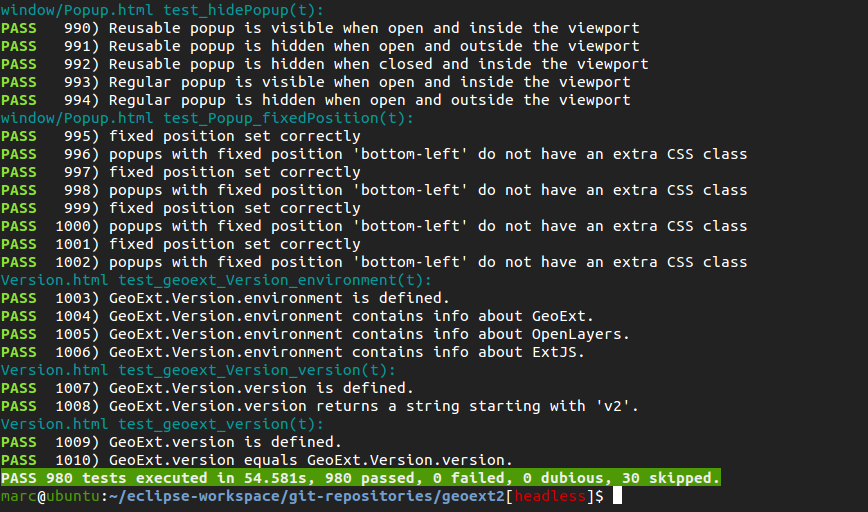 window/Popup.html test_hidePopup(t):
PASS   990) Reusable popup is visible when open and inside the viewport
PASS   991) Reusable popup is hidden when open and outside the viewport
PASS   992) Reusable popup is hidden when closed and inside the viewport
PASS   993) Regular popup is visible when open and inside the viewport
PASS   994) Regular popup is hidden when open and outside the viewport
window/Popup.html test_Popup_fixedPosition(t):
PASS   995) fixed position set correctly
PASS   996) popups with fixed position 'bottom-left' do not have an extra CSS class
PASS   997) fixed position set correctly
PASS   998) popups with fixed position 'bottom-left' do not have an extra CSS class
PASS   999) fixed position set correctly
PASS  1000) popups with fixed position 'bottom-left' do not have an extra CSS class
PASS  1001) fixed position set correctly
PASS  1002) popups with fixed position 'bottom-left' do not have an extra CSS class
Version.html test_geoext_Version_environment(t):
PASS  1003) GeoExt.Version.environment is defined.
PASS  1004) GeoExt.Version.environment contains info about GeoExt.
PASS  1005) GeoExt.Version.environment contains info about OpenLayers.
PASS  1006) GeoExt.Version.environment contains info about ExtJS.
Version.html test_geoext_Version_version(t):
PASS  1007) GeoExt.Version.version is defined.
PASS  1008) GeoExt.Version.version returns a string starting with 'v2'.
Version.html test_geoext_version(t):
PASS  1009) GeoExt.version is defined.
PASS  1010) GeoExt.version equals GeoExt.Version.version.
PASS 980 tests executed in 54.581s, 980 passed, 0 failed, 0 dubious, 30 skipped.
marc@ubuntu:~/eclipse-workspace/git-repositories/geoext2[headless]$